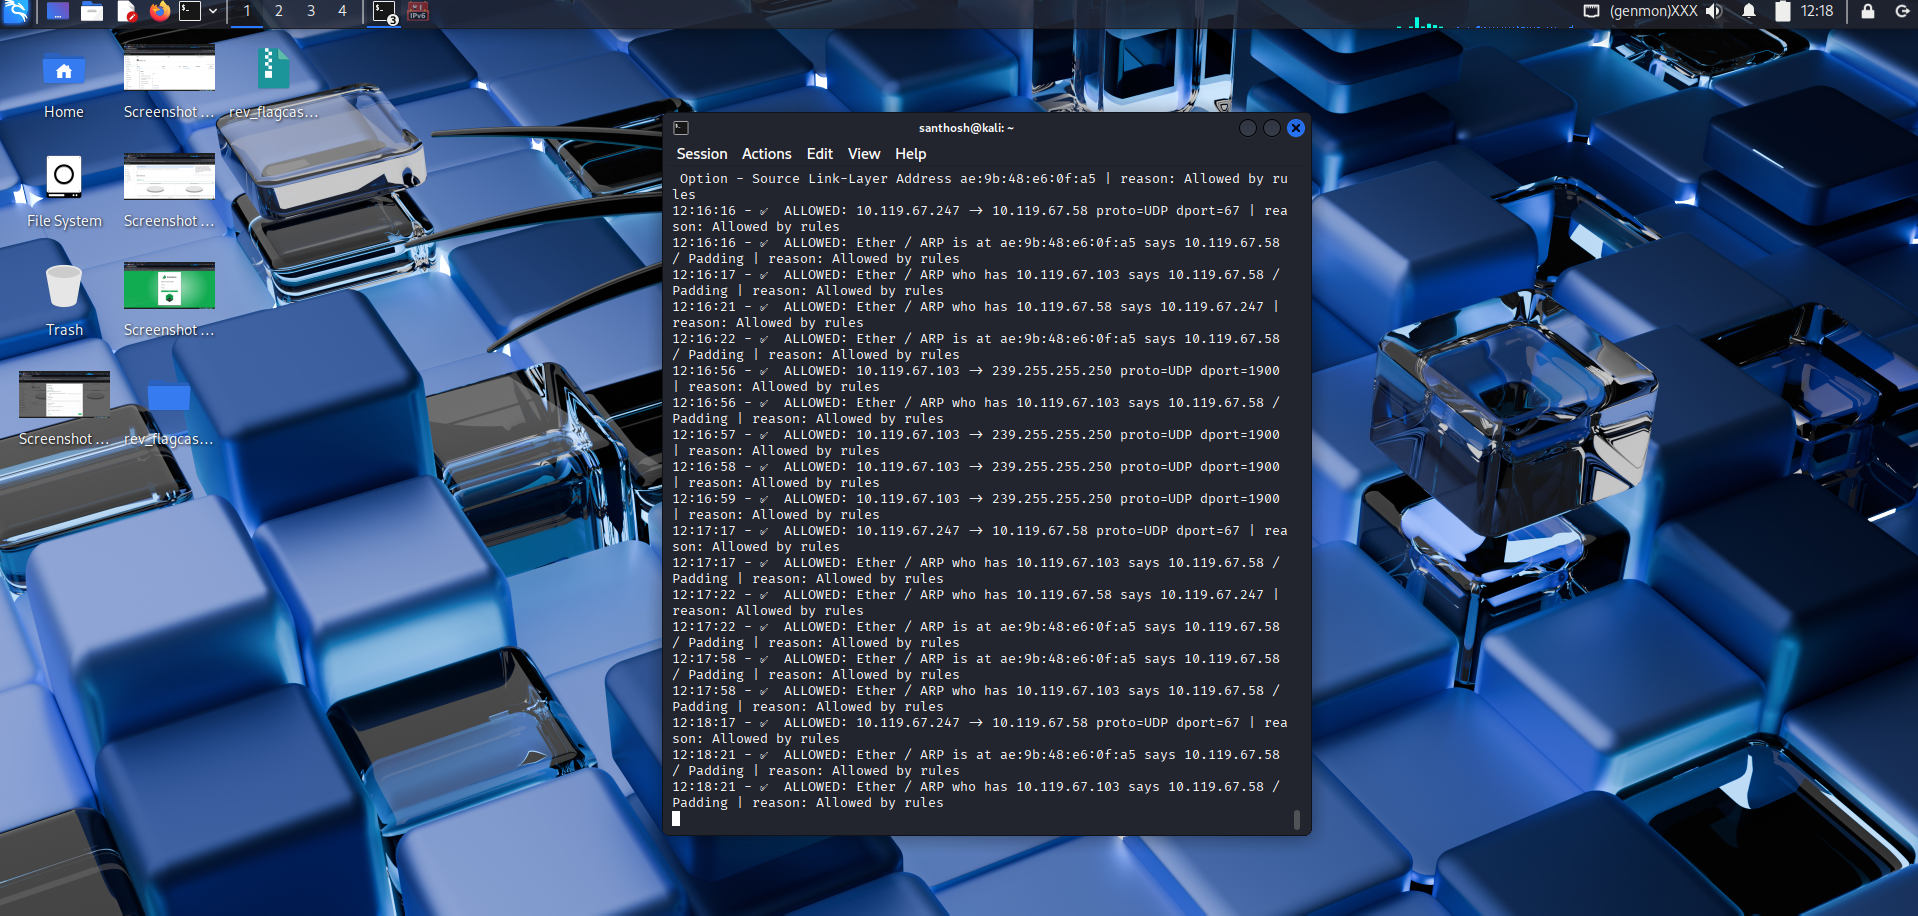 1 2 3 4
3
IPv6
(genmon)XXX
12:18
Home
Screenshot ...
rev_flagcas...
File System
Screenshot ...
Trash
Screenshot ...
Screenshot ...
rev_flagcas...
santhosh@kali: ~
Session Actions Edit View Help
Option - Source Link-Layer Address ae:9b:48:e6:0f:a5 | reason: Allowed by ru
les
12:16:16 - ✔ ALLOWED: 10.119.67.247 → 10.119.67.58 proto=UDP dport=67 | rea
son: Allowed by rules
12:16:16 - ✔ ALLOWED: Ether / ARP is at ae:9b:48:e6:0f:a5 says 10.119.67.58
/ Padding | reason: Allowed by rules
12:16:17 - ✔ ALLOWED: Ether / ARP who has 10.119.67.103 says 10.119.67.58 /
Padding | reason: Allowed by rules
12:16:21 - ✔ ALLOWED: Ether / ARP who has 10.119.67.58 says 10.119.67.247 |
reason: Allowed by rules
12:16:22 - ✔ ALLOWED: Ether / ARP is at ae:9b:48:e6:0f:a5 says 10.119.67.58
/ Padding | reason: Allowed by rules
12:16:56 - ✔ ALLOWED: 10.119.67.103 → 239.255.255.250 proto=UDP dport=1900
| reason: Allowed by rules
12:16:56 - ✔ ALLOWED: Ether / ARP who has 10.119.67.103 says 10.119.67.58 /
Padding | reason: Allowed by rules
12:16:57 - ✔ ALLOWED: 10.119.67.103 → 239.255.255.250 proto=UDP dport=1900
| reason: Allowed by rules
12:16:58 - ✔ ALLOWED: 10.119.67.103 → 239.255.255.250 proto=UDP dport=1900
| reason: Allowed by rules
12:16:59 - ✔ ALLOWED: 10.119.67.103 → 239.255.255.250 proto=UDP dport=1900
| reason: Allowed by rules
12:17:17 - ✔ ALLOWED: 10.119.67.247 → 10.119.67.58 proto=UDP dport=67 | rea
son: Allowed by rules
12:17:17 - ✔ ALLOWED: Ether / ARP who has 10.119.67.103 says 10.119.67.58 /
Padding | reason: Allowed by rules
12:17:22 - ✔ ALLOWED: Ether / ARP who has 10.119.67.58 says 10.119.67.247 |
reason: Allowed by rules
12:17:22 - ✔ ALLOWED: Ether / ARP is at ae:9b:48:e6:0f:a5 says 10.119.67.58
/ Padding | reason: Allowed by rules
12:17:58 - ✔ ALLOWED: Ether / ARP is at ae:9b:48:e6:0f:a5 says 10.119.67.58
/ Padding | reason: Allowed by rules
12:17:58 - ✔ ALLOWED: Ether / ARP who has 10.119.67.103 says 10.119.67.58 /
Padding | reason: Allowed by rules
12:18:17 - ✔ ALLOWED: 10.119.67.247 → 10.119.67.58 proto=UDP dport=67 | rea
son: Allowed by rules
12:18:21 - ✔ ALLOWED: Ether / ARP is at ae:9b:48:e6:0f:a5 says 10.119.67.58
/ Padding | reason: Allowed by rules
12:18:21 - ✔ ALLOWED: Ether / ARP who has 10.119.67.103 says 10.119.67.58 /
Padding | reason: Allowed by rules